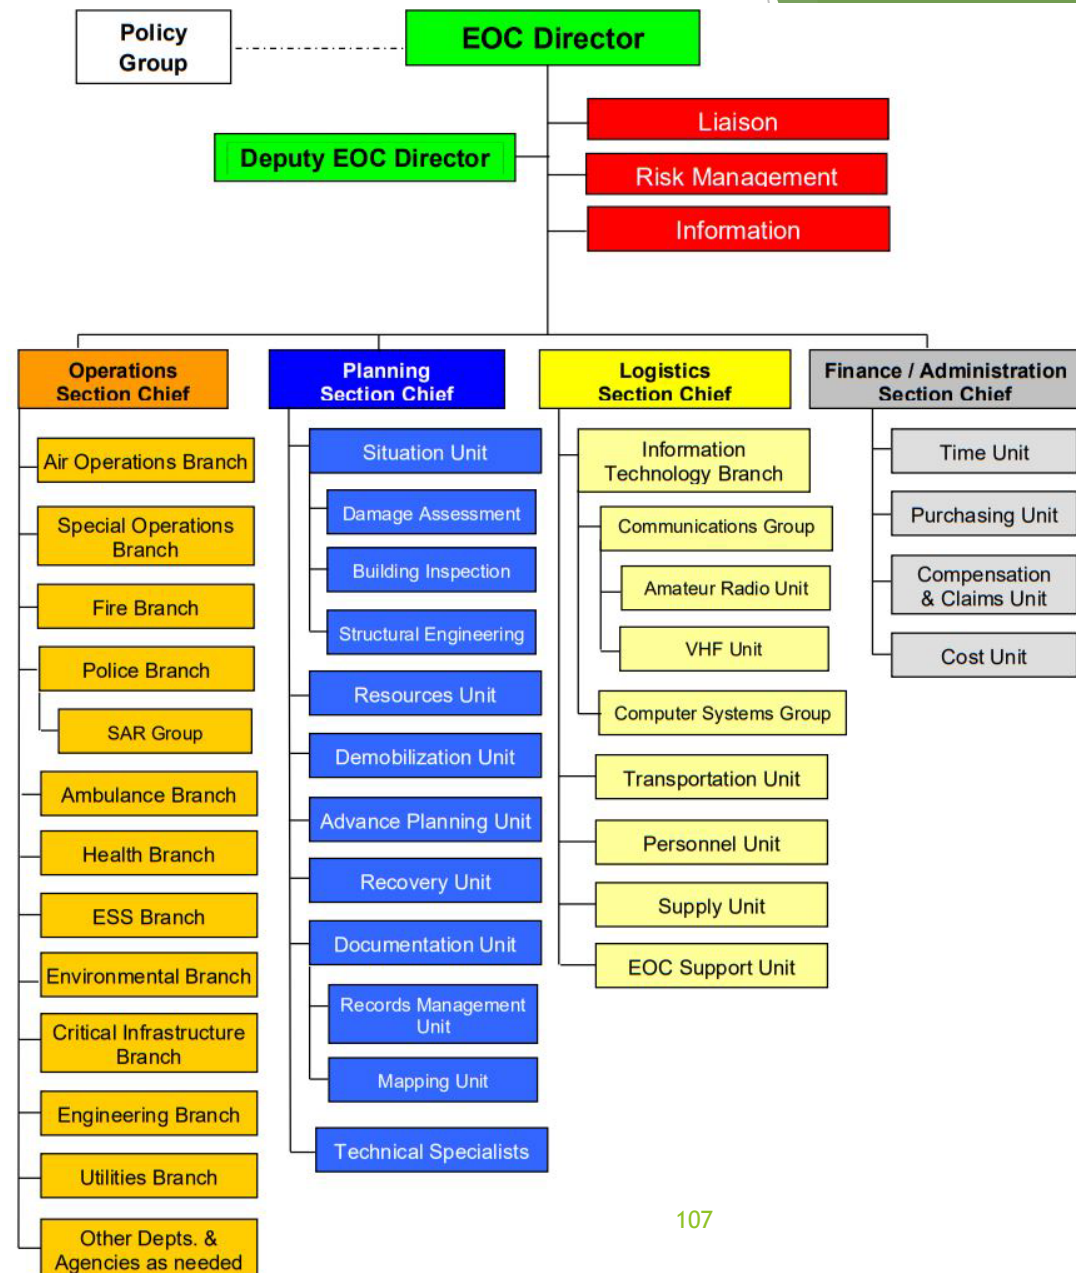 Policy
Group
EOC Director
Liaison
Deputy EOC Director
Risk Management
Information
Operations
Section Chief
Air Operations Branch
Special Operations
Branch
Fire Branch
Police Branch
SAR Group
Ambulance Branch
Health Branch
ESS Branch
Environmental Branch
Critical Infrastructure
Branch
Engineering Branch
Utilities Branch
Other Depts. &
Agencies as needed
Planning
Section Chief
Situation Unit
Damage Assessment
Building Inspection
Structural Engineering
Resources Unit
Demobilization Unit
Advance Planning Unit
Recovery Unit
Documentation Unit
Records Management
Unit
Mapping Unit
Technical Specialists
Logistics
Section Chief
Information
Technology Branch
Communications Group
Amateur Radio Unit
VHF Unit
Computer Systems Group
Transportation Unit
Personnel Unit
Supply Unit
EOC Support Unit
Finance / Administration
Section Chief
Time Unit
Purchasing Unit
Compensation
& Claims Unit
Cost Unit
107